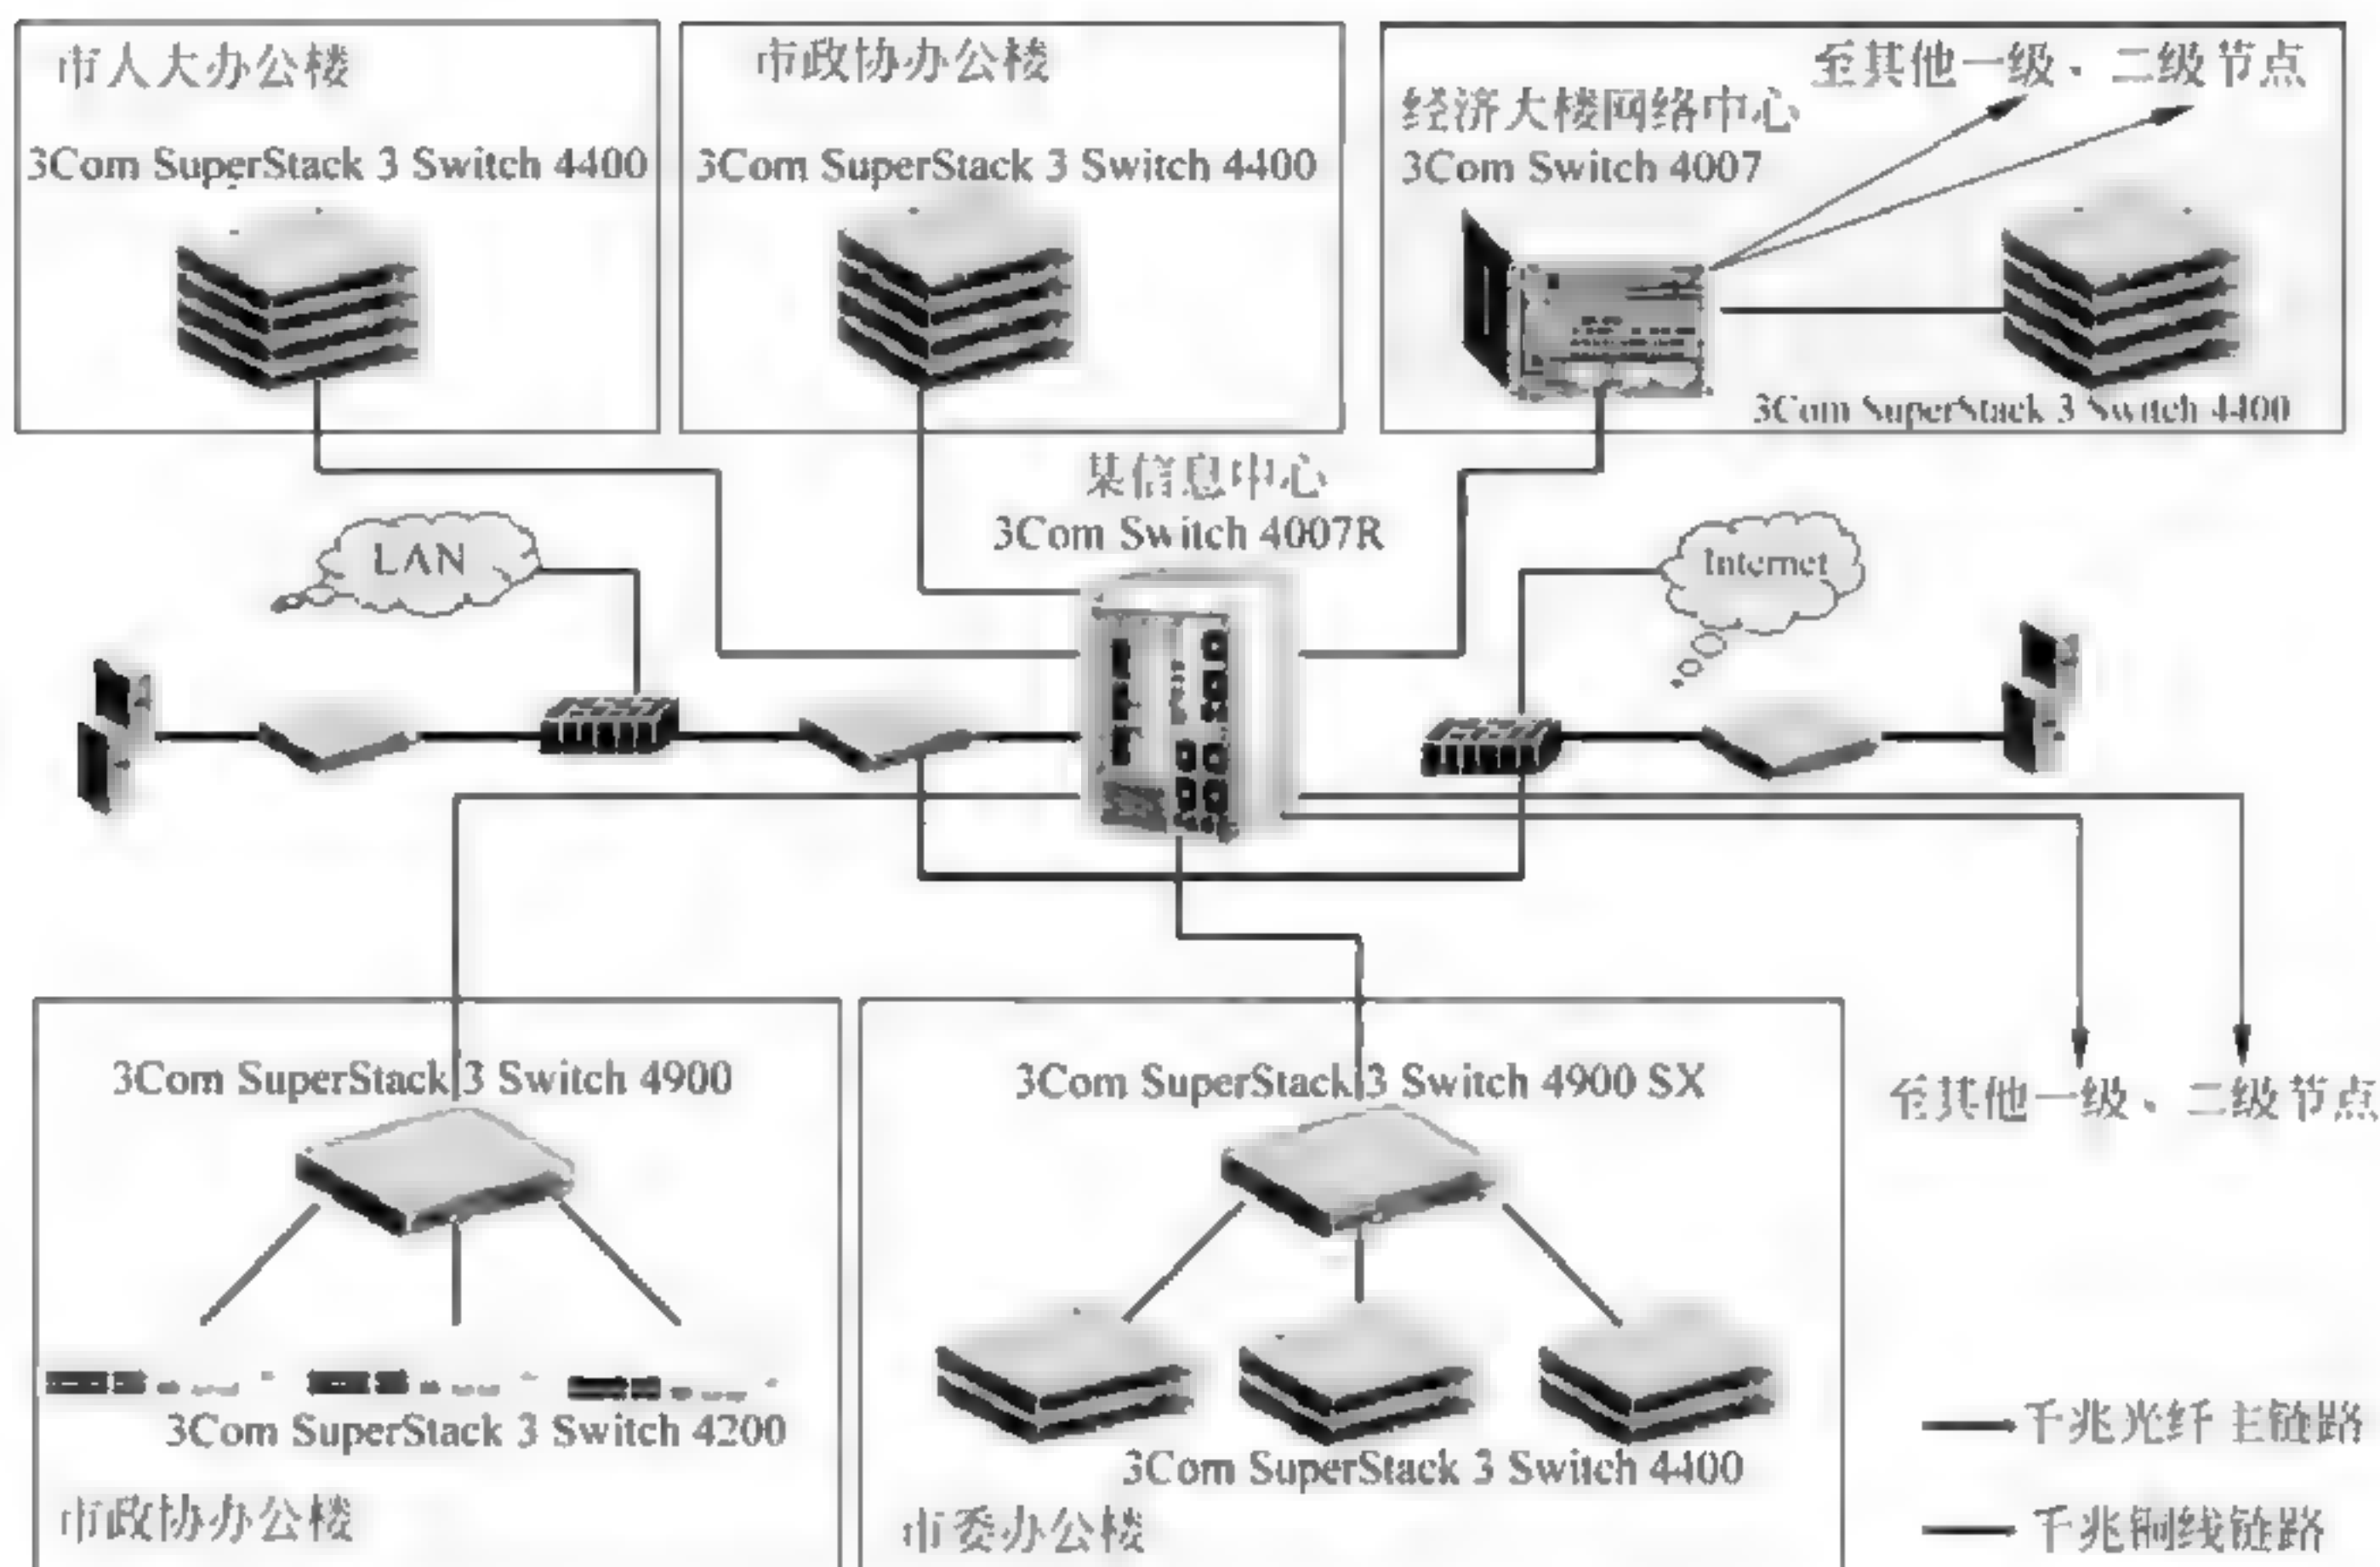 市人大办公楼
3Com SuperStack 3 Switch 4400
市政协办公楼
3Com SuperStack 3 Switch 4400
至其他一级、二级节点
经济大楼网络中心
3Com Switch 4007
3Com SuperStack 3 Switch 4400
某信息中心
3Com Switch 4007R
LAN
Internet
3Com SuperStack 3 Switch 4900
3Com SuperStack 3 Switch 4200
市政协办公楼
3Com SuperStack 3 Switch 4900 SX
3Com SuperStack 3 Switch 4400
市委办公楼
至其他一级、二级节点
千兆光纤主链路
千兆铜线链路